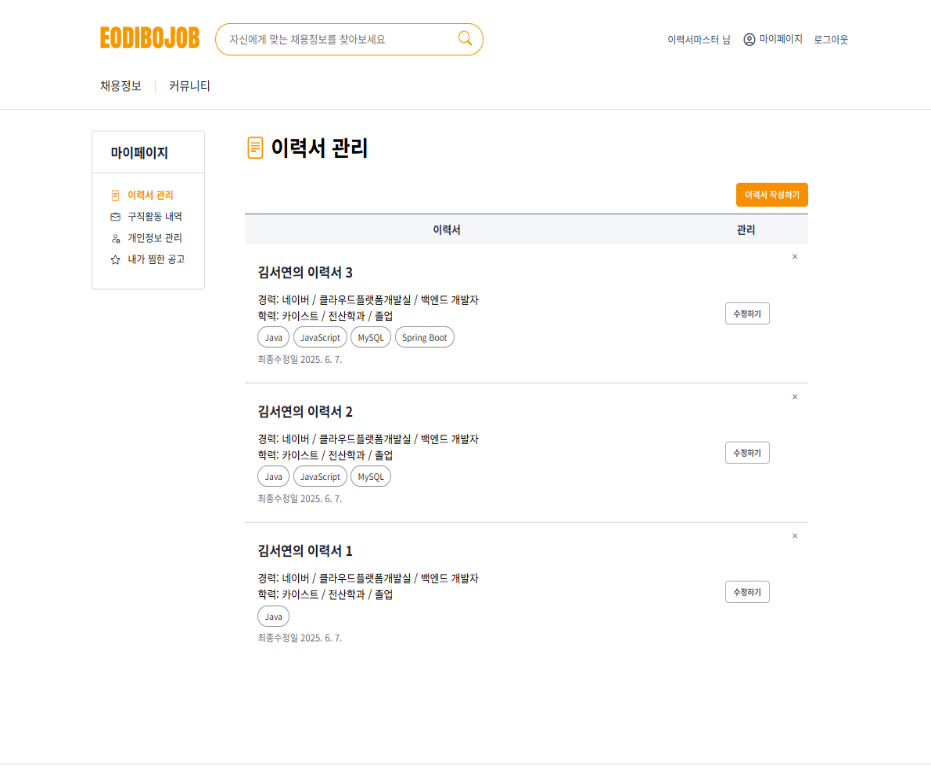 EODIBOJOB
자신에게 맞는 채용정보를 찾아보세요
이력서마스터 님 마이페이지 로그아웃
채용정보 | 커뮤니티
마이페이지
이력서 관리
구직활동 내역
개인정보 관리
내가 찜한 공고
이력서 관리
이력서 작성하기
이력서 관리
×
김서연의 이력서 3
경력: 네이버 / 클라우드플랫폼개발실 / 백엔드 개발자
학력: 카이스트 / 전산학과 / 졸업
수정하기
Java JavaScript MySQL Spring Boot
최종수정일 2025. 6. 7.
×
김서연의 이력서 2
경력: 네이버 / 클라우드플랫폼개발실 / 백엔드 개발자
학력: 카이스트 / 전산학과 / 졸업
수정하기
Java JavaScript MySQL
최종수정일 2025. 6. 7.
×
김서연의 이력서 1
경력: 네이버 / 클라우드플랫폼개발실 / 백엔드 개발자
학력: 카이스트 / 전산학과 / 졸업
수정하기
Java
최종수정일 2025. 6. 7.